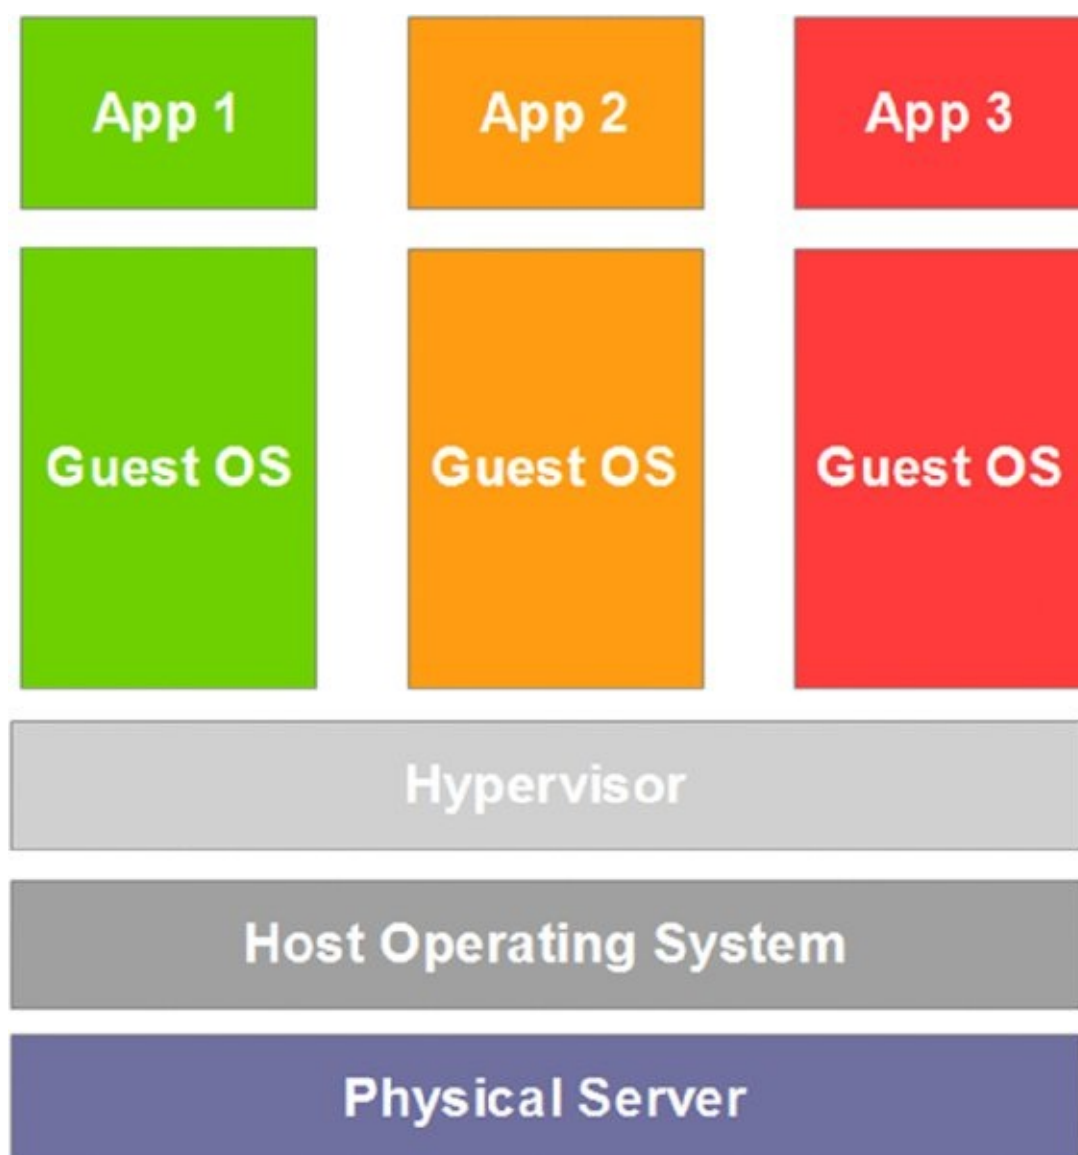 App 1
App 2
App 3
Guest OS
Guest OS
Guest OS
Hypervisor
Host Operating System
Physical Server